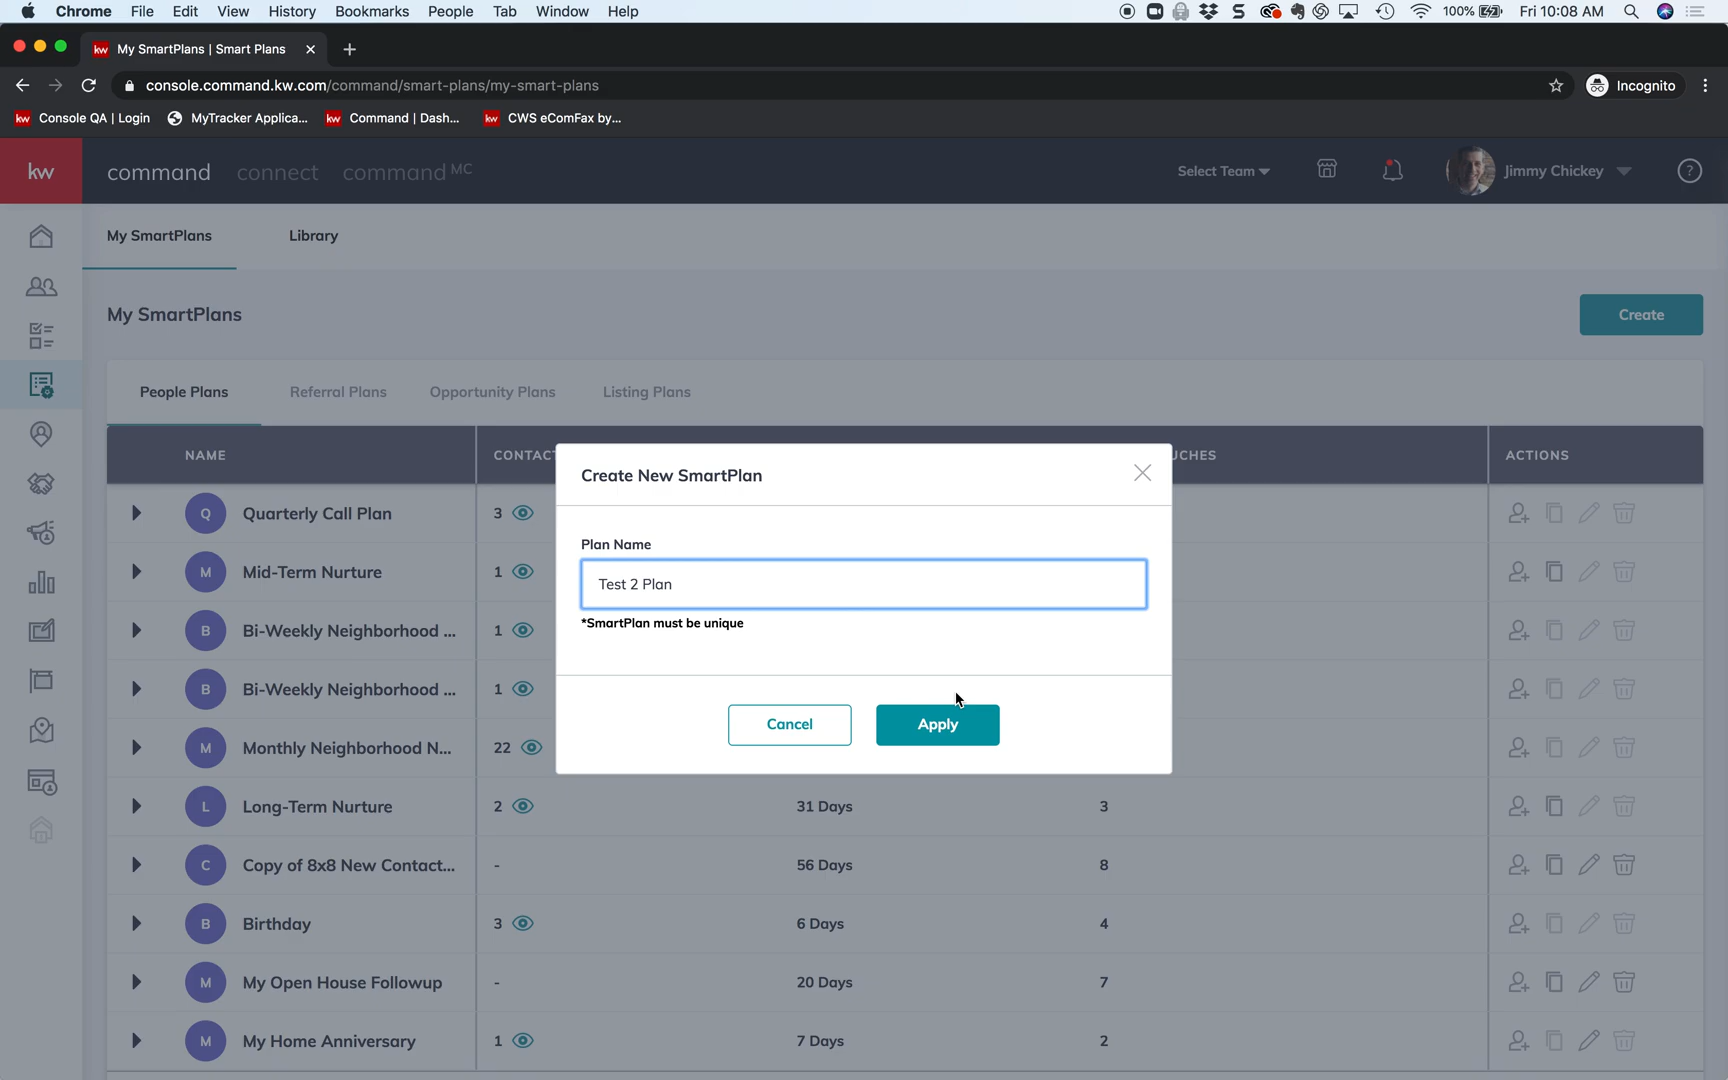 Chrome File Edit View History Bookmarks People Tab Window Help
100% Fri 10:08 AM
kw My SmartPlans | Smart Plans
console.command.kw.com/command/smart-plans/my-smart-plans
Incognito
kw Console QA | Login MyTracker Applica... kw Command | Dash... kw CWS eComFax by...
kw command connect command MC Select Team Jimmy Chickey ?
My SmartPlans Library
My SmartPlans Create
People Plans Referral Plans Opportunity Plans Listing Plans
NAME CONTACT UCHES ACTIONS
Create New SmartPlan
Plan Name
Test 2 Plan
*SmartPlan must be unique
Cancel Apply
Q Quarterly Call Plan 3
M Mid-Term Nurture 1
B Bi-Weekly Neighborhood ... 1
B Bi-Weekly Neighborhood ... 1
M Monthly Neighborhood N... 22
L Long-Term Nurture 2 31 Days 3
C Copy of 8x8 New Contact... - 56 Days 8
B Birthday 3 6 Days 4
M My Open House Followup - 20 Days 7
M My Home Anniversary 1 7 Days 2